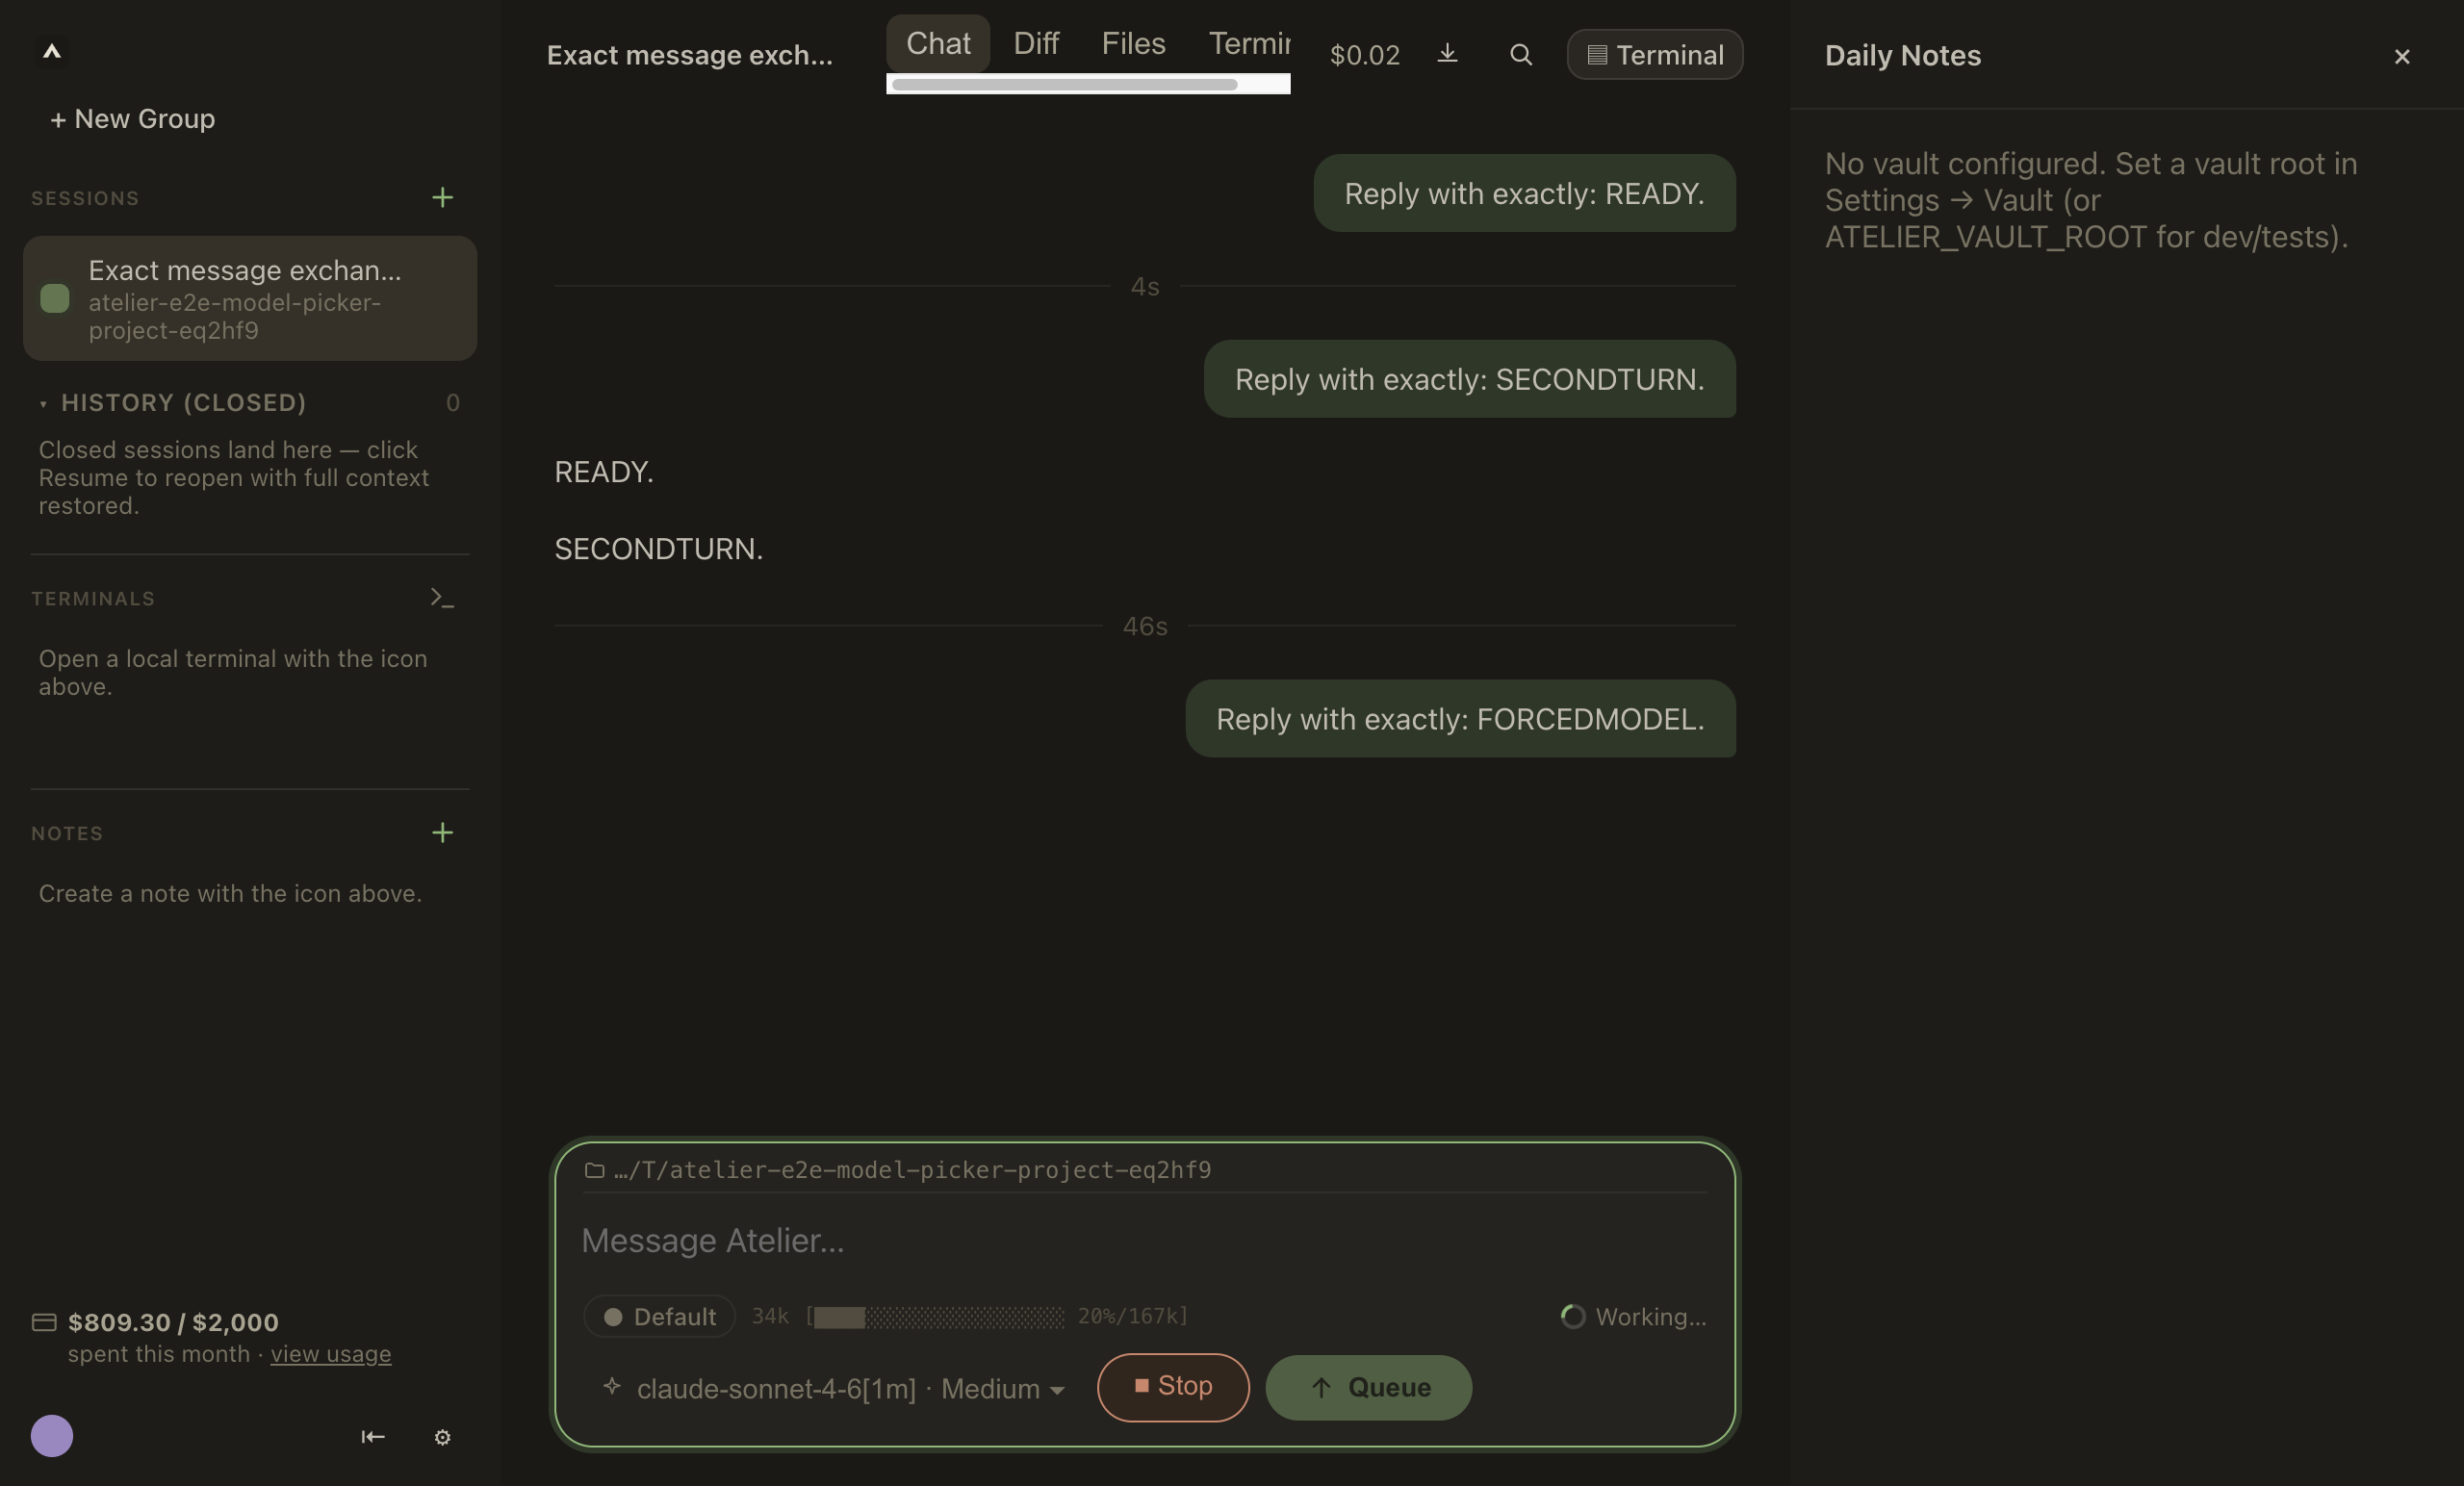 + New Group
SESSIONS
Exact message exchan...
atelier-e2e-model-picker-
project-eq2hf9
HISTORY (CLOSED) 0
Closed sessions land here — click
Resume to reopen with full context
restored.
TERMINALS
Open a local terminal with the icon
above.
NOTES
Create a note with the icon above.
$809.30 / $2,000
spent this month · view usage
Exact message exch...
Chat Diff Files Termin
$0.02
Terminal
Reply with exactly: READY.
4s
Reply with exactly: SECONDTURN.
READY.
SECONDTURN.
46s
Reply with exactly: FORCEDMODEL.
…/T/atelier-e2e-model-picker-project-eq2hf9
Message Atelier...
Default 34k [ 20%/167k] Working...
claude-sonnet-4-6[1m] · Medium Stop Queue
Daily Notes
No vault configured. Set a vault root in
Settings → Vault (or
ATELIER_VAULT_ROOT for dev/tests).